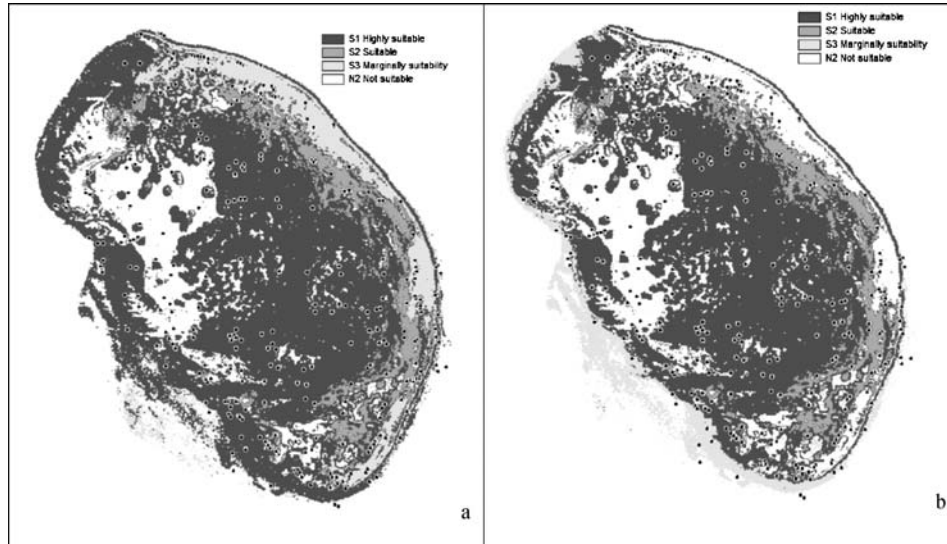 S1 Highly suitable
S2 Suitable
S3 Marginally suitability
N2 Not suitable
a
S1 Highly suitable
S2 Suitable
S3 Marginally suitability
N2 Not suitable
b